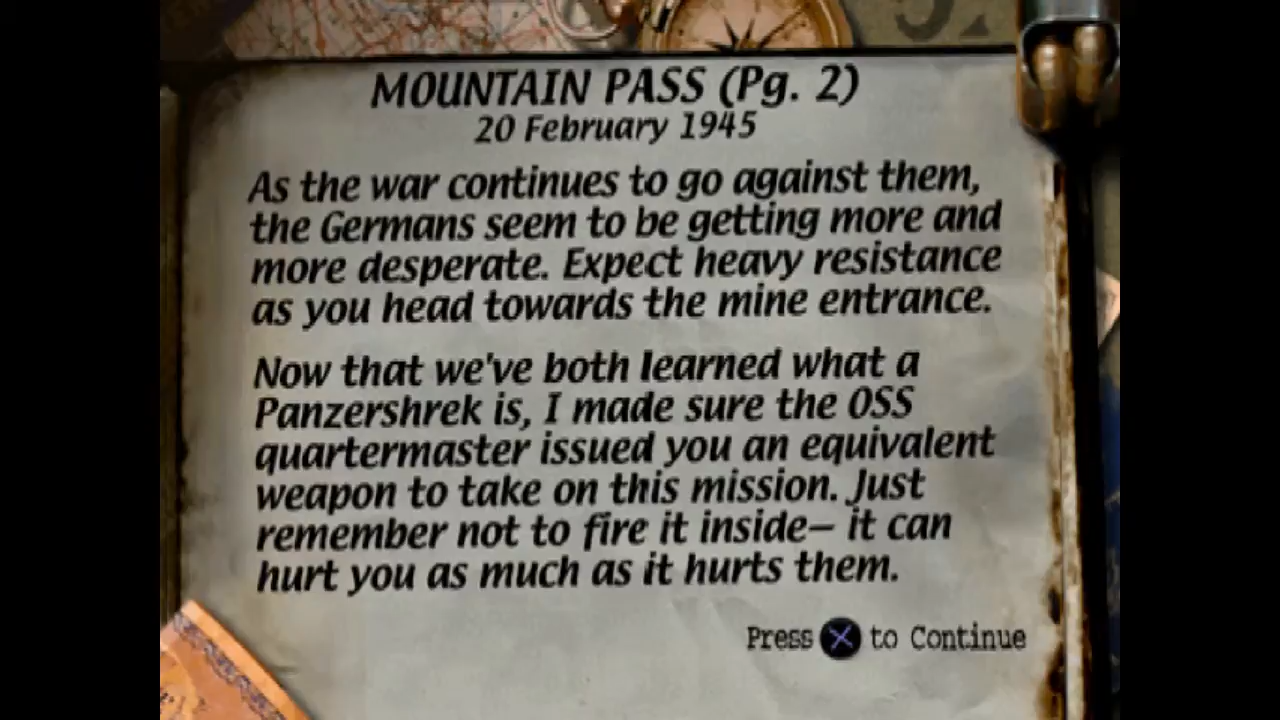 MOUNTAIN PASS (Pg. 2)
20 February 1945
As the war continues to go against them,
the Germans seem to be getting more and
more desperate. Expect heavy resistance
as you head towards the mine entrance.
Now that we've both learned what a
Panzershrek is, I made sure the OSS
quartermaster issued you an equivalent
weapon to take on this mission. Just
remember not to fire it inside– it can
hurt you as much as it hurts them.
Press X to Continue